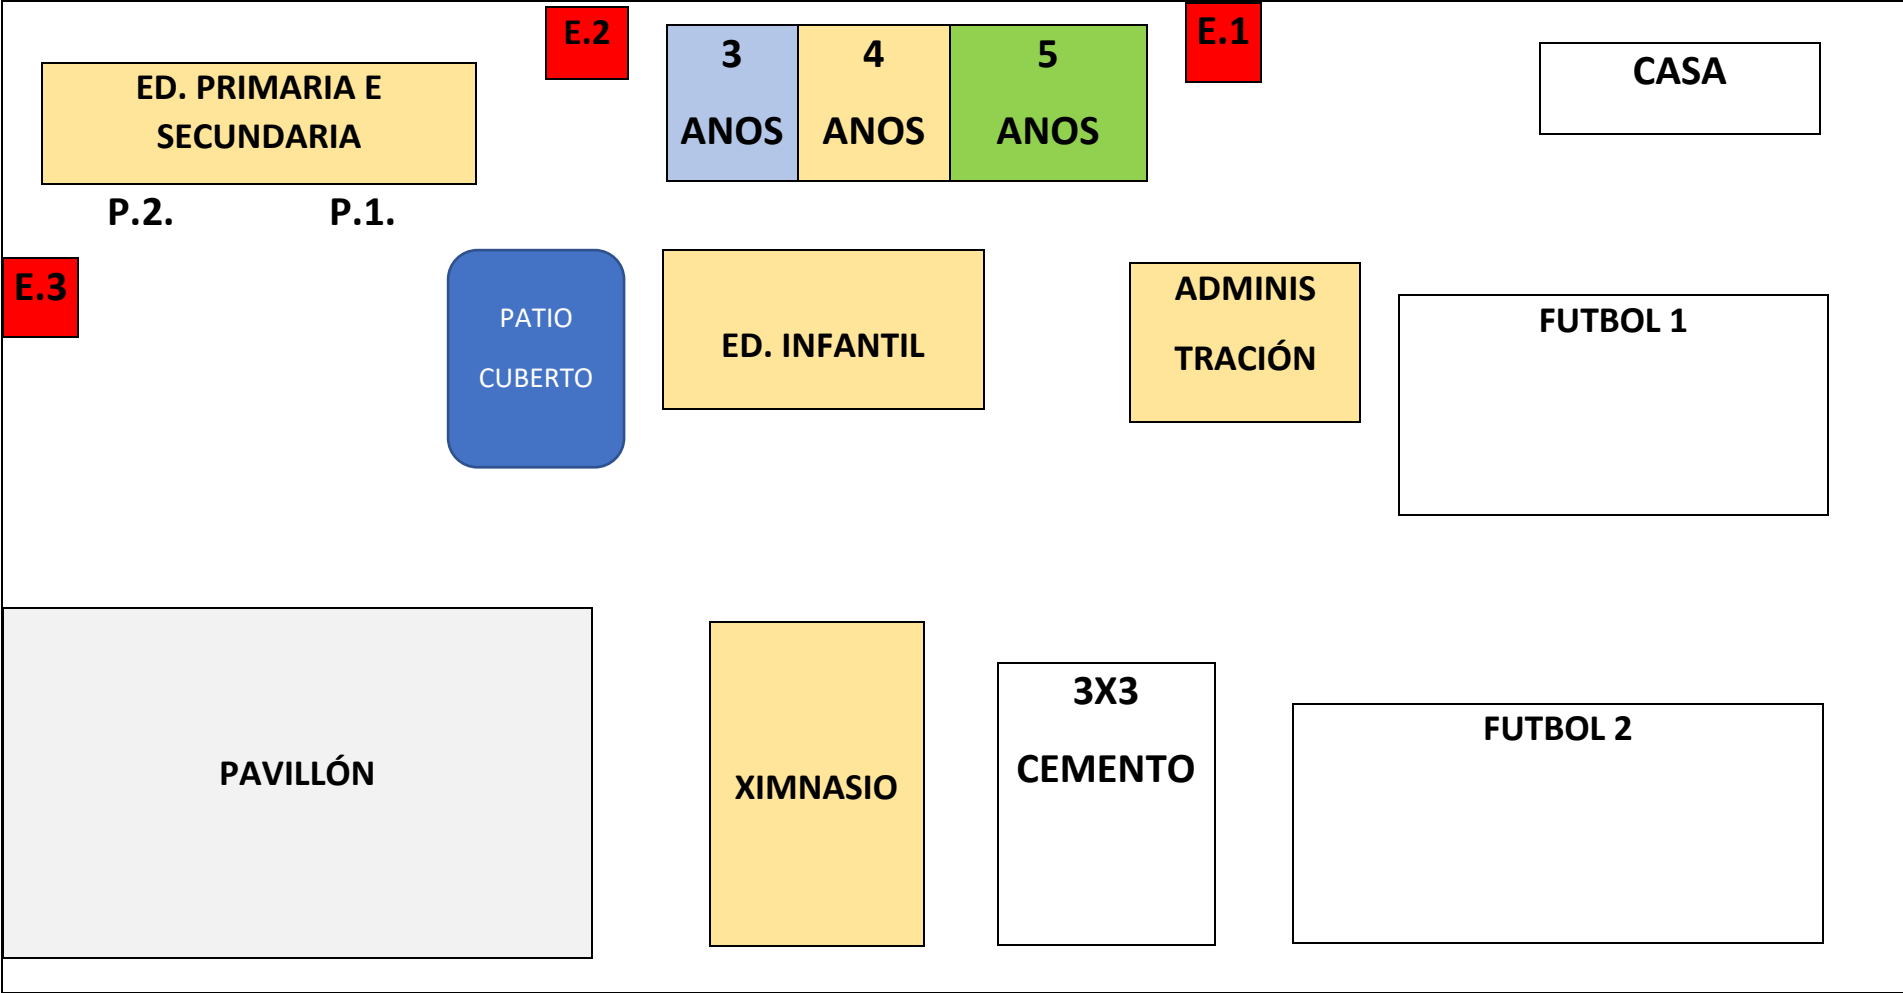 E.2
E.1
3
ANOS
4
ANOS
5
ANOS
CASA
ED. PRIMARIA E
SECUNDARIA
P.2.
P.1.
E.3
PATIO
CUBERTO
ED. INFANTIL
ADMINIS
TRACIÓN
FUTBOL 1
PAVILLÓN
XIMNASIO
3X3
CEMENTO
FUTBOL 2